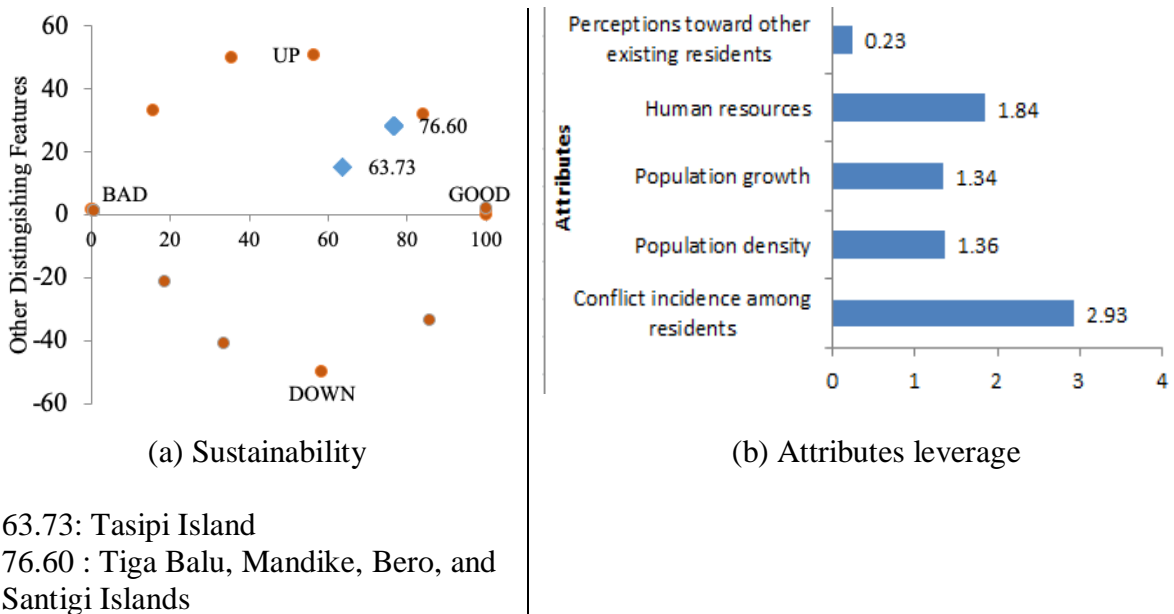 60
40
20
0
-20
-40
-60
Other Distinguishing Features
UP
76.60
63.73
BAD
GOOD
0 20 40 60 80 100
DOWN
(a) Sustainability
63.73: Tasipi Island
76.60 : Tiga Balu, Mandike, Bero, and
Santigi Islands
Attributes
Perceptions toward other
existing residents
0.23
Human resources
1.84
Population growth
1.34
Population density
1.36
Conflict incidence among
residents
2.93
0 1 2 3 4
(b) Attributes leverage